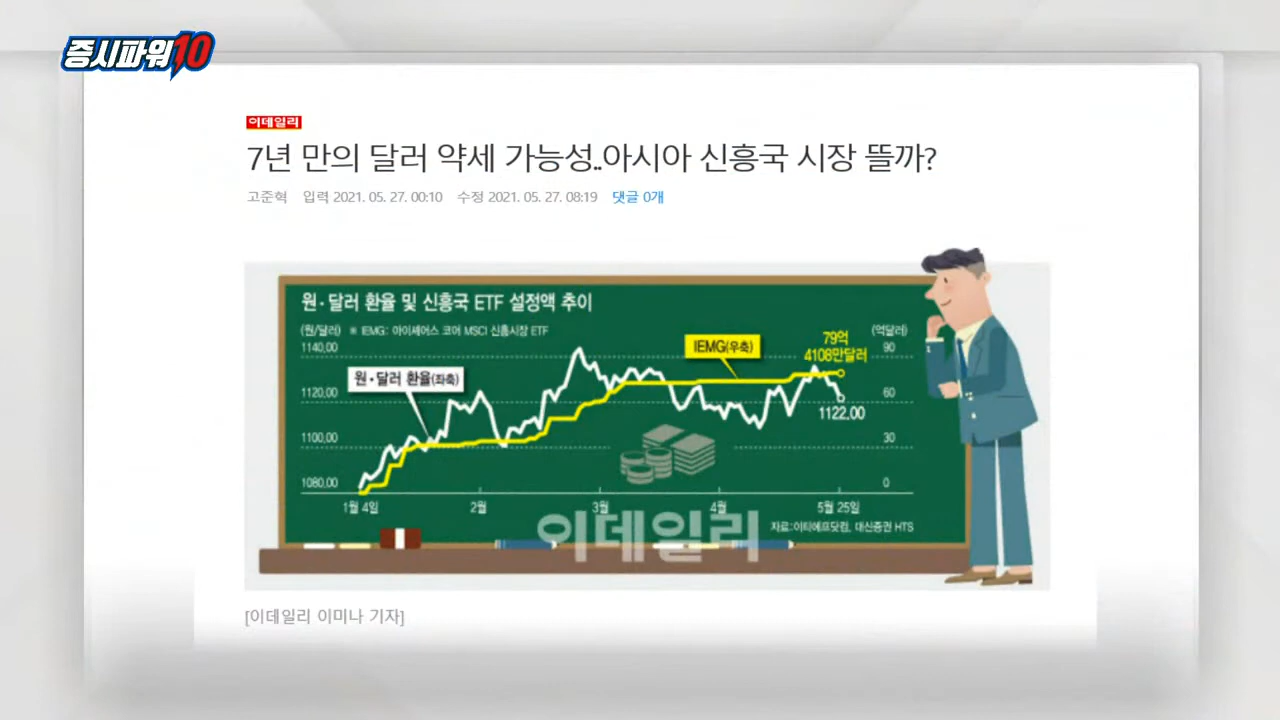 증시파워10
이데일리
7년 만의 달러 약세 가능성..아시아 신흥국 시장 뜰까?
고준혁 입력 2021. 05. 27. 00:10 수정 2021. 05. 27. 08:19 댓글 0개
원·달러 환율 및 신흥국 ETF 설정액 추이
(원/달러) ※ IEMG: 아이셰어스 코어 MSCI 신흥시장 ETF
(억달러)
1140.00
1120.00
1100.00
1080.00
원·달러 환율(좌축)
IEMG(우축)
79억
4108만달러
1122.00
90
60
30
0
1월 4일 2월 3월 4월 5월 25일
자료:이티에프닷컴, 대신증권 HTS
이데일리
[이데일리 이미나 기자]